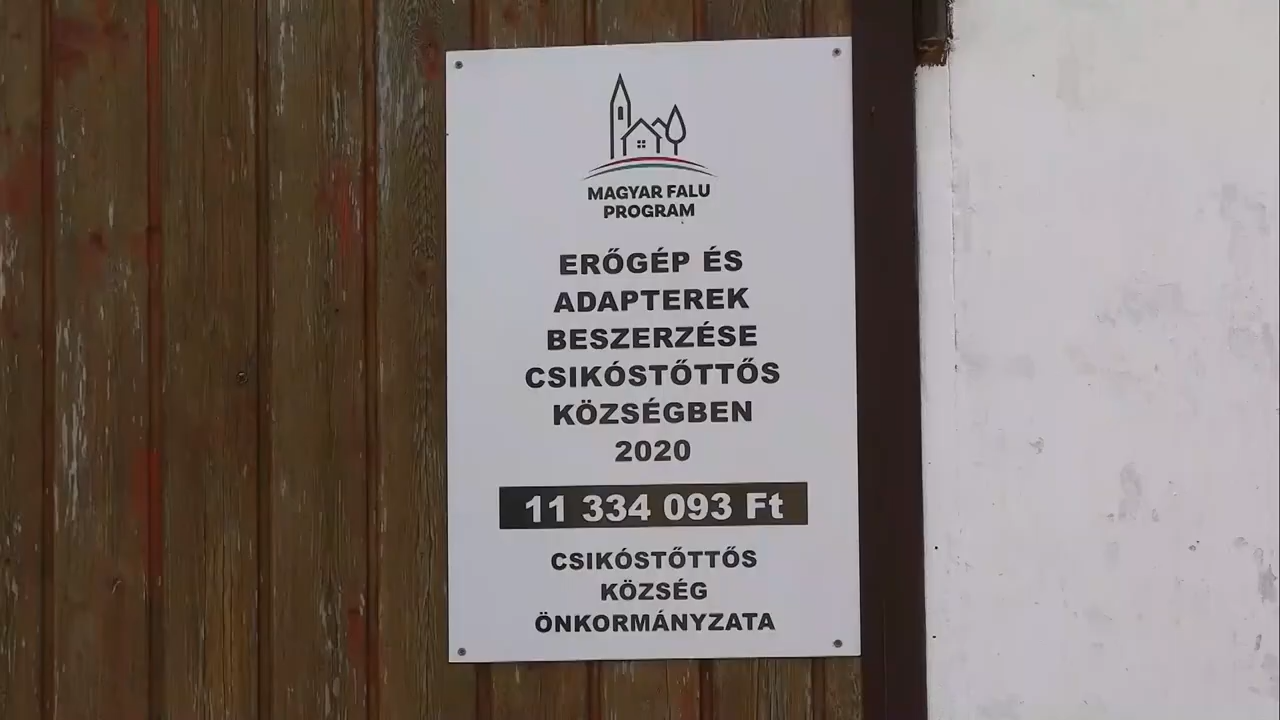 MAGYAR FALU
PROGRAM
ERŐGÉP ÉS
ADAPTEREK
BESZERZÉSE
CSIKÓSTŐTTŐS
KÖZSÉGBEN
2020
11 334 093 Ft
CSIKÓSTŐTTŐS
KÖZSÉG
ÖNKORMÁNYZATA